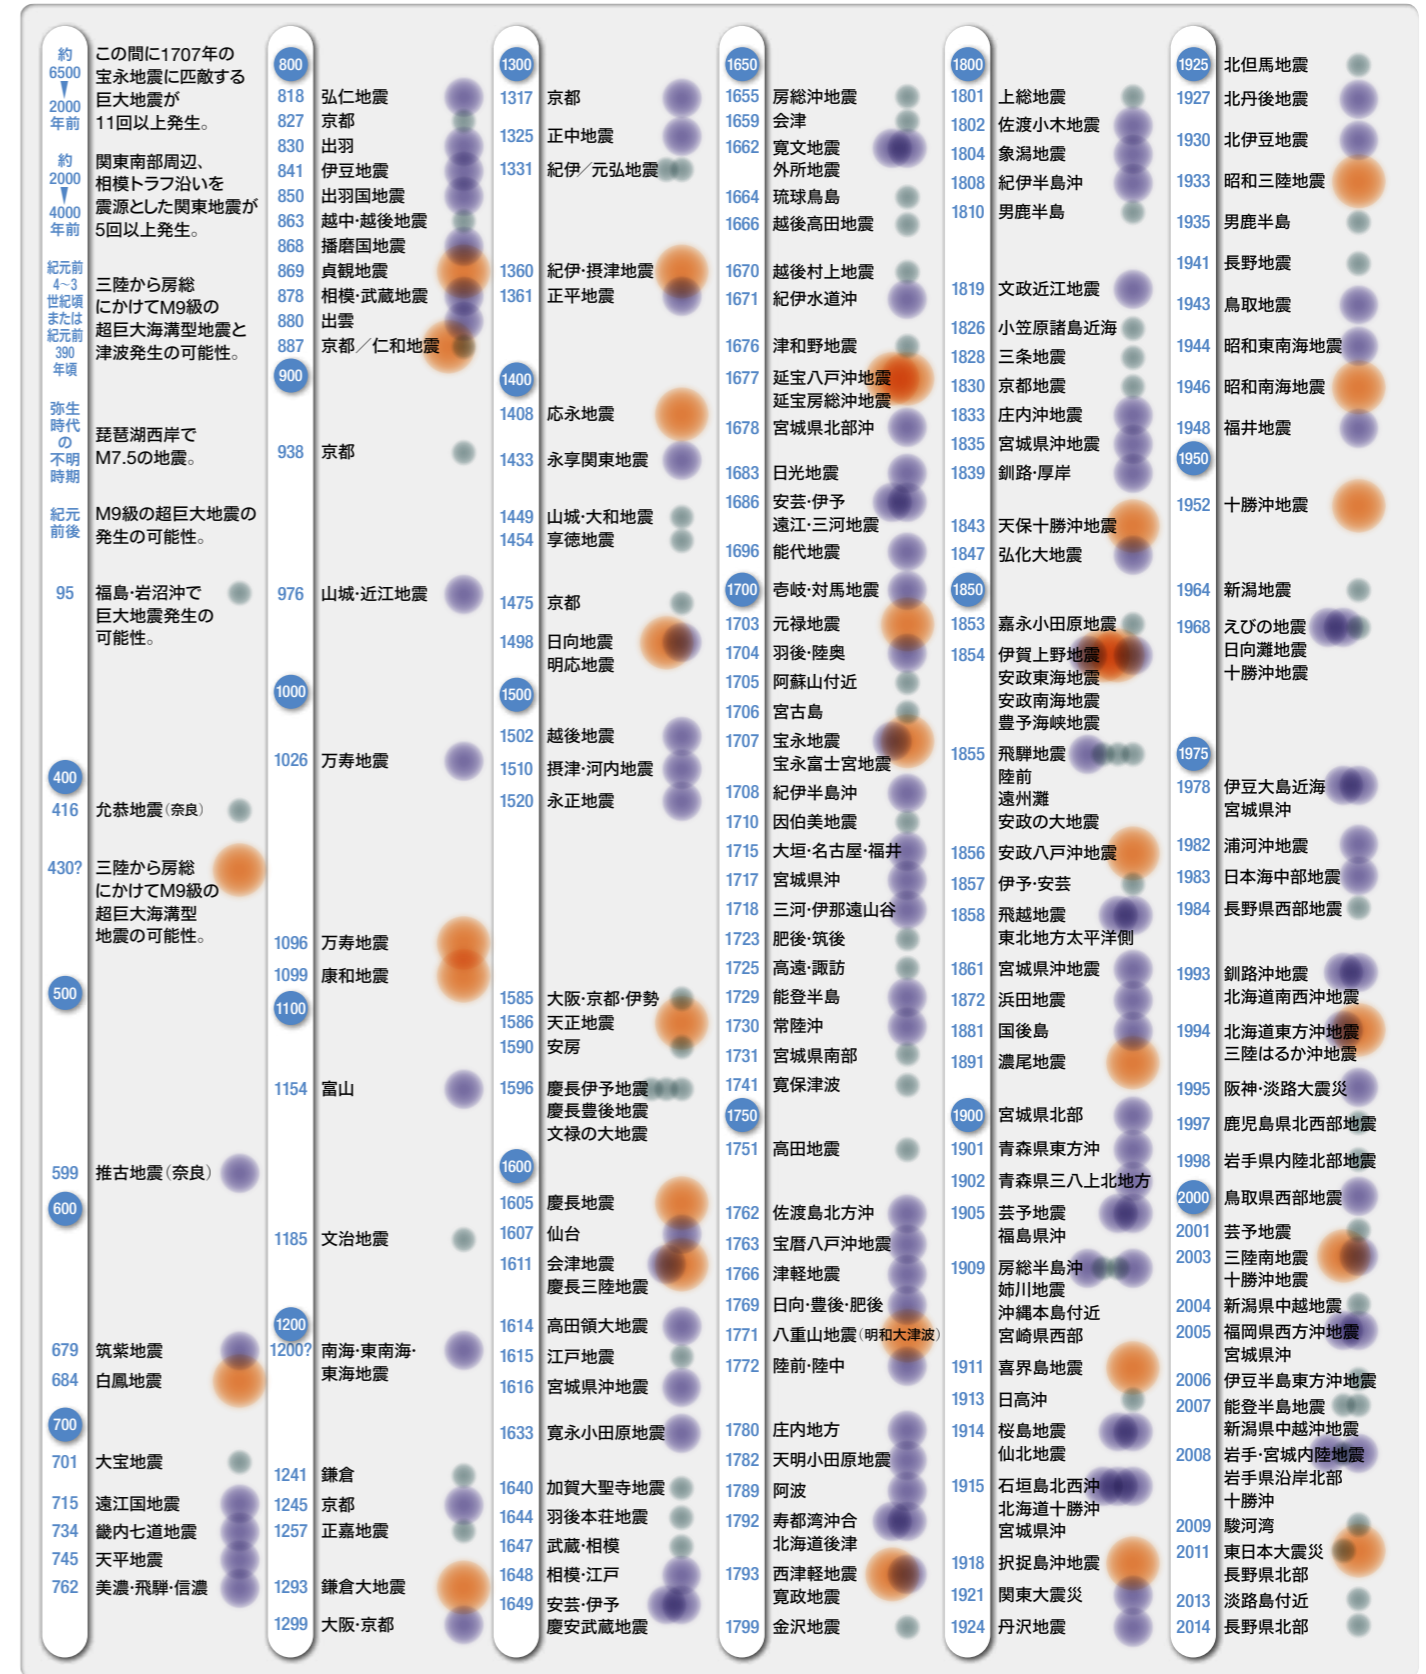 約
6500
▼
2000
年前
この間に1707年の
宝永地震に匹敵する
巨大地震が
11回以上発生。
約
2000
▼
4000
年前
関東南部周辺、
相模トラフ沿いを
震源とした関東地震が
5回以上発生。
紀元前
4~3
世紀頃
または
紀元前
390
年頃
三陸から房総
にかけてM9級の
超巨大海溝型地震と
津波発生の可能性。
弥生
時代
の
不明
時期
琵琶湖西岸で
M7.5の地震。
紀元
前後
M9級の超巨大地震の
発生の可能性。
95 福島・岩沼沖で
巨大地震発生の
可能性。
400
416 允恭地震(奈良)
430? 三陸から房総
にかけてM9級の
超巨大海溝型
地震の可能性。
500
599 推古地震(奈良)
600
679 筑紫地震
684 白鳳地震
700
701 大宝地震
715 遠江国地震
734 畿内七道地震
745 天平地震
762 美濃・飛騨・信濃
800
818 弘仁地震
827 京都
830 出羽
841 伊豆地震
850 出羽国地震
863 越中・越後地震
868 播磨国地震
869 貞観地震
878 相模・武蔵地震
880 出雲
887 京都/仁和地震
900
938 京都
976 山城・近江地震
1000
1026 万寿地震
1096 万寿地震
1099 康和地震
1100
1154 富山
1185 文治地震
1200
1200? 南海・東南海・
東海地震
1241 鎌倉
1245 京都
1257 正嘉地震
1293 鎌倉大地震
1299 大阪・京都
1300
1317 京都
1325 正中地震
1331 紀伊/元弘地震
1360 紀伊・摂津地震
1361 正平地震
1400
1408 応永地震
1433 永享関東地震
1449 山城・大和地震
1454 享徳地震
1475 京都
1498 日向地震
明応地震
1500
1502 越後地震
1510 摂津・河内地震
1520 永正地震
1585 大阪・京都・伊勢
1586 天正地震
1590 安房
1596 慶長伊予地震
慶長豊後地震
文禄の大地震
1600
1605 慶長地震
1607 仙台
1611 会津地震
慶長三陸地震
1614 高田領大地震
1615 江戸地震
1616 宮城県沖地震
1633 寛永小田原地震
1640 加賀大聖寺地震
1644 羽後本荘地震
1647 武蔵・相模
1648 相模・江戸
1649 安芸・伊予
慶安武蔵地震
1650
1655 房総沖地震
1659 会津
1662 寛文地震
外所地震
1664 琉球鳥島
1666 越後高田地震
1670 越後村上地震
1671 紀伊水道沖
1676 津和野地震
1677 延宝八戸沖地震
延宝房総沖地震
1678 宮城県北部沖
1683 日光地震
1686 安芸・伊予
遠江・三河地震
1696 能代地震
1700 壱岐・対馬地震
1703 元禄地震
1704 羽後・陸奥
1705 阿蘇山付近
1706 宮古島
1707 宝永地震
宝永富士宮地震
1708 紀伊半島沖
1710 因伯美地震
1715 大垣・名古屋・福井
1717 宮城県沖
1718 三河・伊那遠山谷
1723 肥後・筑後
1725 高遠・諏訪
1729 能登半島
1730 常陸沖
1731 宮城県南部
1741 寛保津波
1750
1751 高田地震
1762 佐渡島北方沖
1763 宝暦八戸沖地震
1766 津軽地震
1769 日向・豊後・肥後
1771 八重山地震(明和大津波)
1772 陸前・陸中
1780 庄内地方
1782 天明小田原地震
1789 阿波
1792 寿都湾沖合
北海道後津
1793 西津軽地震
寛政地震
1799 金沢地震
1800
1801 上総地震
1802 佐渡小木地震
1804 象潟地震
1808 紀伊半島沖
1810 男鹿半島
1819 文政近江地震
1826 小笠原諸島近海
1828 三条地震
1830 京都地震
1833 庄内沖地震
1835 宮城県沖地震
1839 釧路・厚岸
1843 天保十勝沖地震
1847 弘化大地震
1850
1853 嘉永小田原地震
1854 伊賀上野地震
安政東海地震
安政南海地震
豊予海峡地震
1855 飛騨地震
陸前
遠州灘
安政の大地震
1856 安政八戸沖地震
1857 伊予・安芸
1858 飛越地震
東北地方太平洋側
1861 宮城県沖地震
1872 浜田地震
1881 国後島
1891 濃尾地震
1900 宮城県北部
1901 青森県東方沖
1902 青森県三八上北地方
1905 芸予地震
福島県沖
1909 房総半島沖
姉川地震
沖縄本島付近
宮崎県西部
1911 喜界島地震
1913 日高沖
1914 桜島地震
仙北地震
1915 石垣島北西沖
北海道十勝沖
宮城県沖
1918 択捉島沖地震
1921 関東大震災
1924 丹沢地震
1925 北但馬地震
1927 北丹後地震
1930 北伊豆地震
1933 昭和三陸地震
1935 男鹿半島
1941 長野地震
1943 鳥取地震
1944 昭和東南海地震
1946 昭和南海地震
1948 福井地震
1950
1952 十勝沖地震
1964 新潟地震
1968 えびの地震
日向灘地震
十勝沖地震
1975
1978 伊豆大島近海
宮城県沖
1982 浦河沖地震
1983 日本海中部地震
1984 長野県西部地震
1993 釧路沖地震
北海道南西沖地震
1994 北海道東方沖地震
三陸はるか沖地震
1995 阪神・淡路大震災
1997 鹿児島県北西部地震
1998 岩手県内陸北部地震
2000 鳥取県西部地震
2001 芸予地震
2003 三陸南地震
十勝沖地震
2004 新潟県中越地震
2005 福岡県西方沖地震
宮城県沖
2006 伊豆半島東方沖地震
2007 能登半島地震
新潟県中越沖地震
2008 岩手・宮城内陸地震
岩手県沿岸北部
十勝沖
2009 駿河湾
2011 東日本大震災
長野県北部
2013 淡路島付近
2014 長野県北部